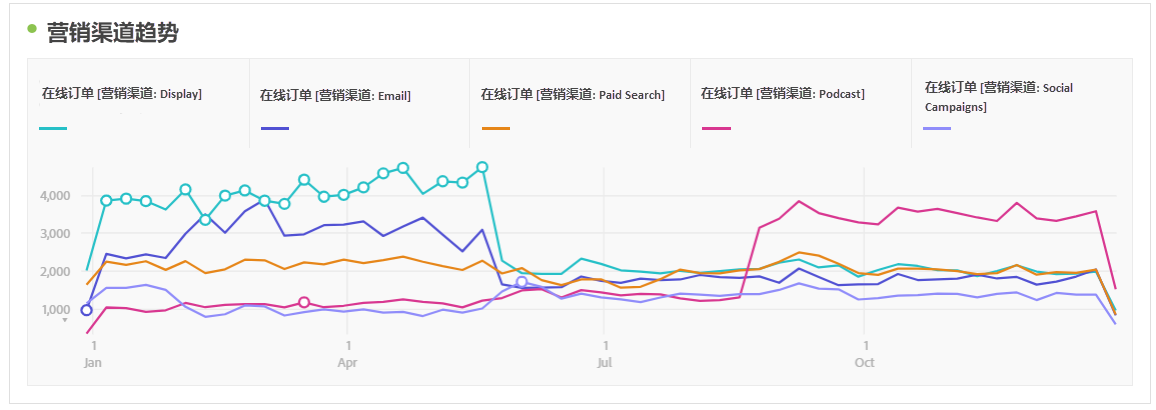 营销渠道趋势
在线订单 [营销渠道: Display]
在线订单 [营销渠道: Email]
在线订单 [营销渠道: Paid Search]
在线订单 [营销渠道: Podcast]
在线订单 [营销渠道: Social
Campaigns]
4,000
3,000
2,000
1,000
1
Jan
1
Apr
1
Jul
1
Oct